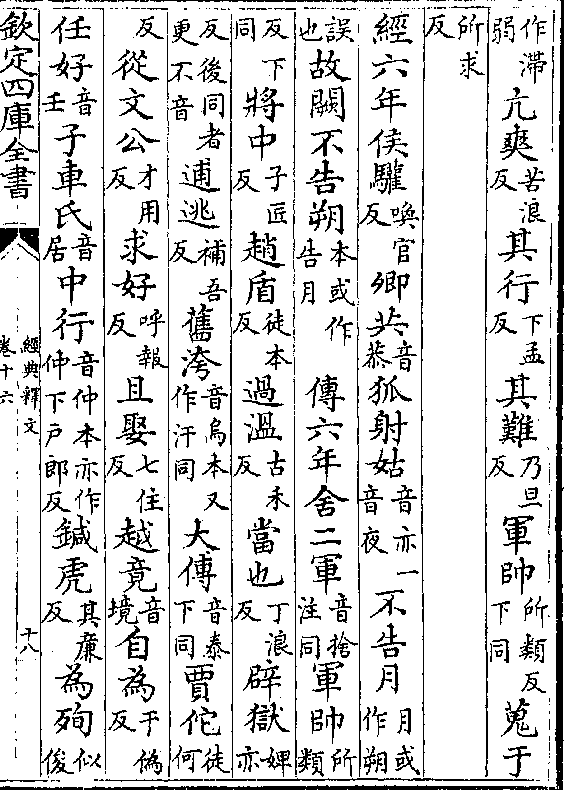 作滯弱亢爽苦浪反其行下孟反其難乃旦反軍帥所類反下同蒐于
所求反
經六年侯驩喚官反卿共音恭狐射姑音亦一音夜不告月月或作朔
誤也故闕不告朔本或作告月傳六年舍二軍音捨注同軍帥所類
反下同將中子匠反趙盾徒本反過溫古禾反當也丁浪反辟獄婢亦
反後同者更不音逋逃補吾反舊洿音烏本又作汙同大傅音泰下同賈佗徒何
反從文公才用反求好呼報反且娶七住反越竟音境自為于偽反
任好音壬子車氏音居中行音仲本亦作仲下戶郎反鍼虎其廉反為殉似俊
欽定四庫全書
經典釋文
卷十六
十八